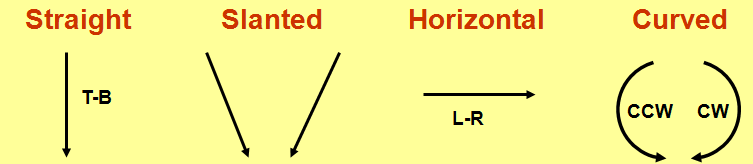 Straight Slanted Horizontal Curved
T-B
L-R
CCW CW